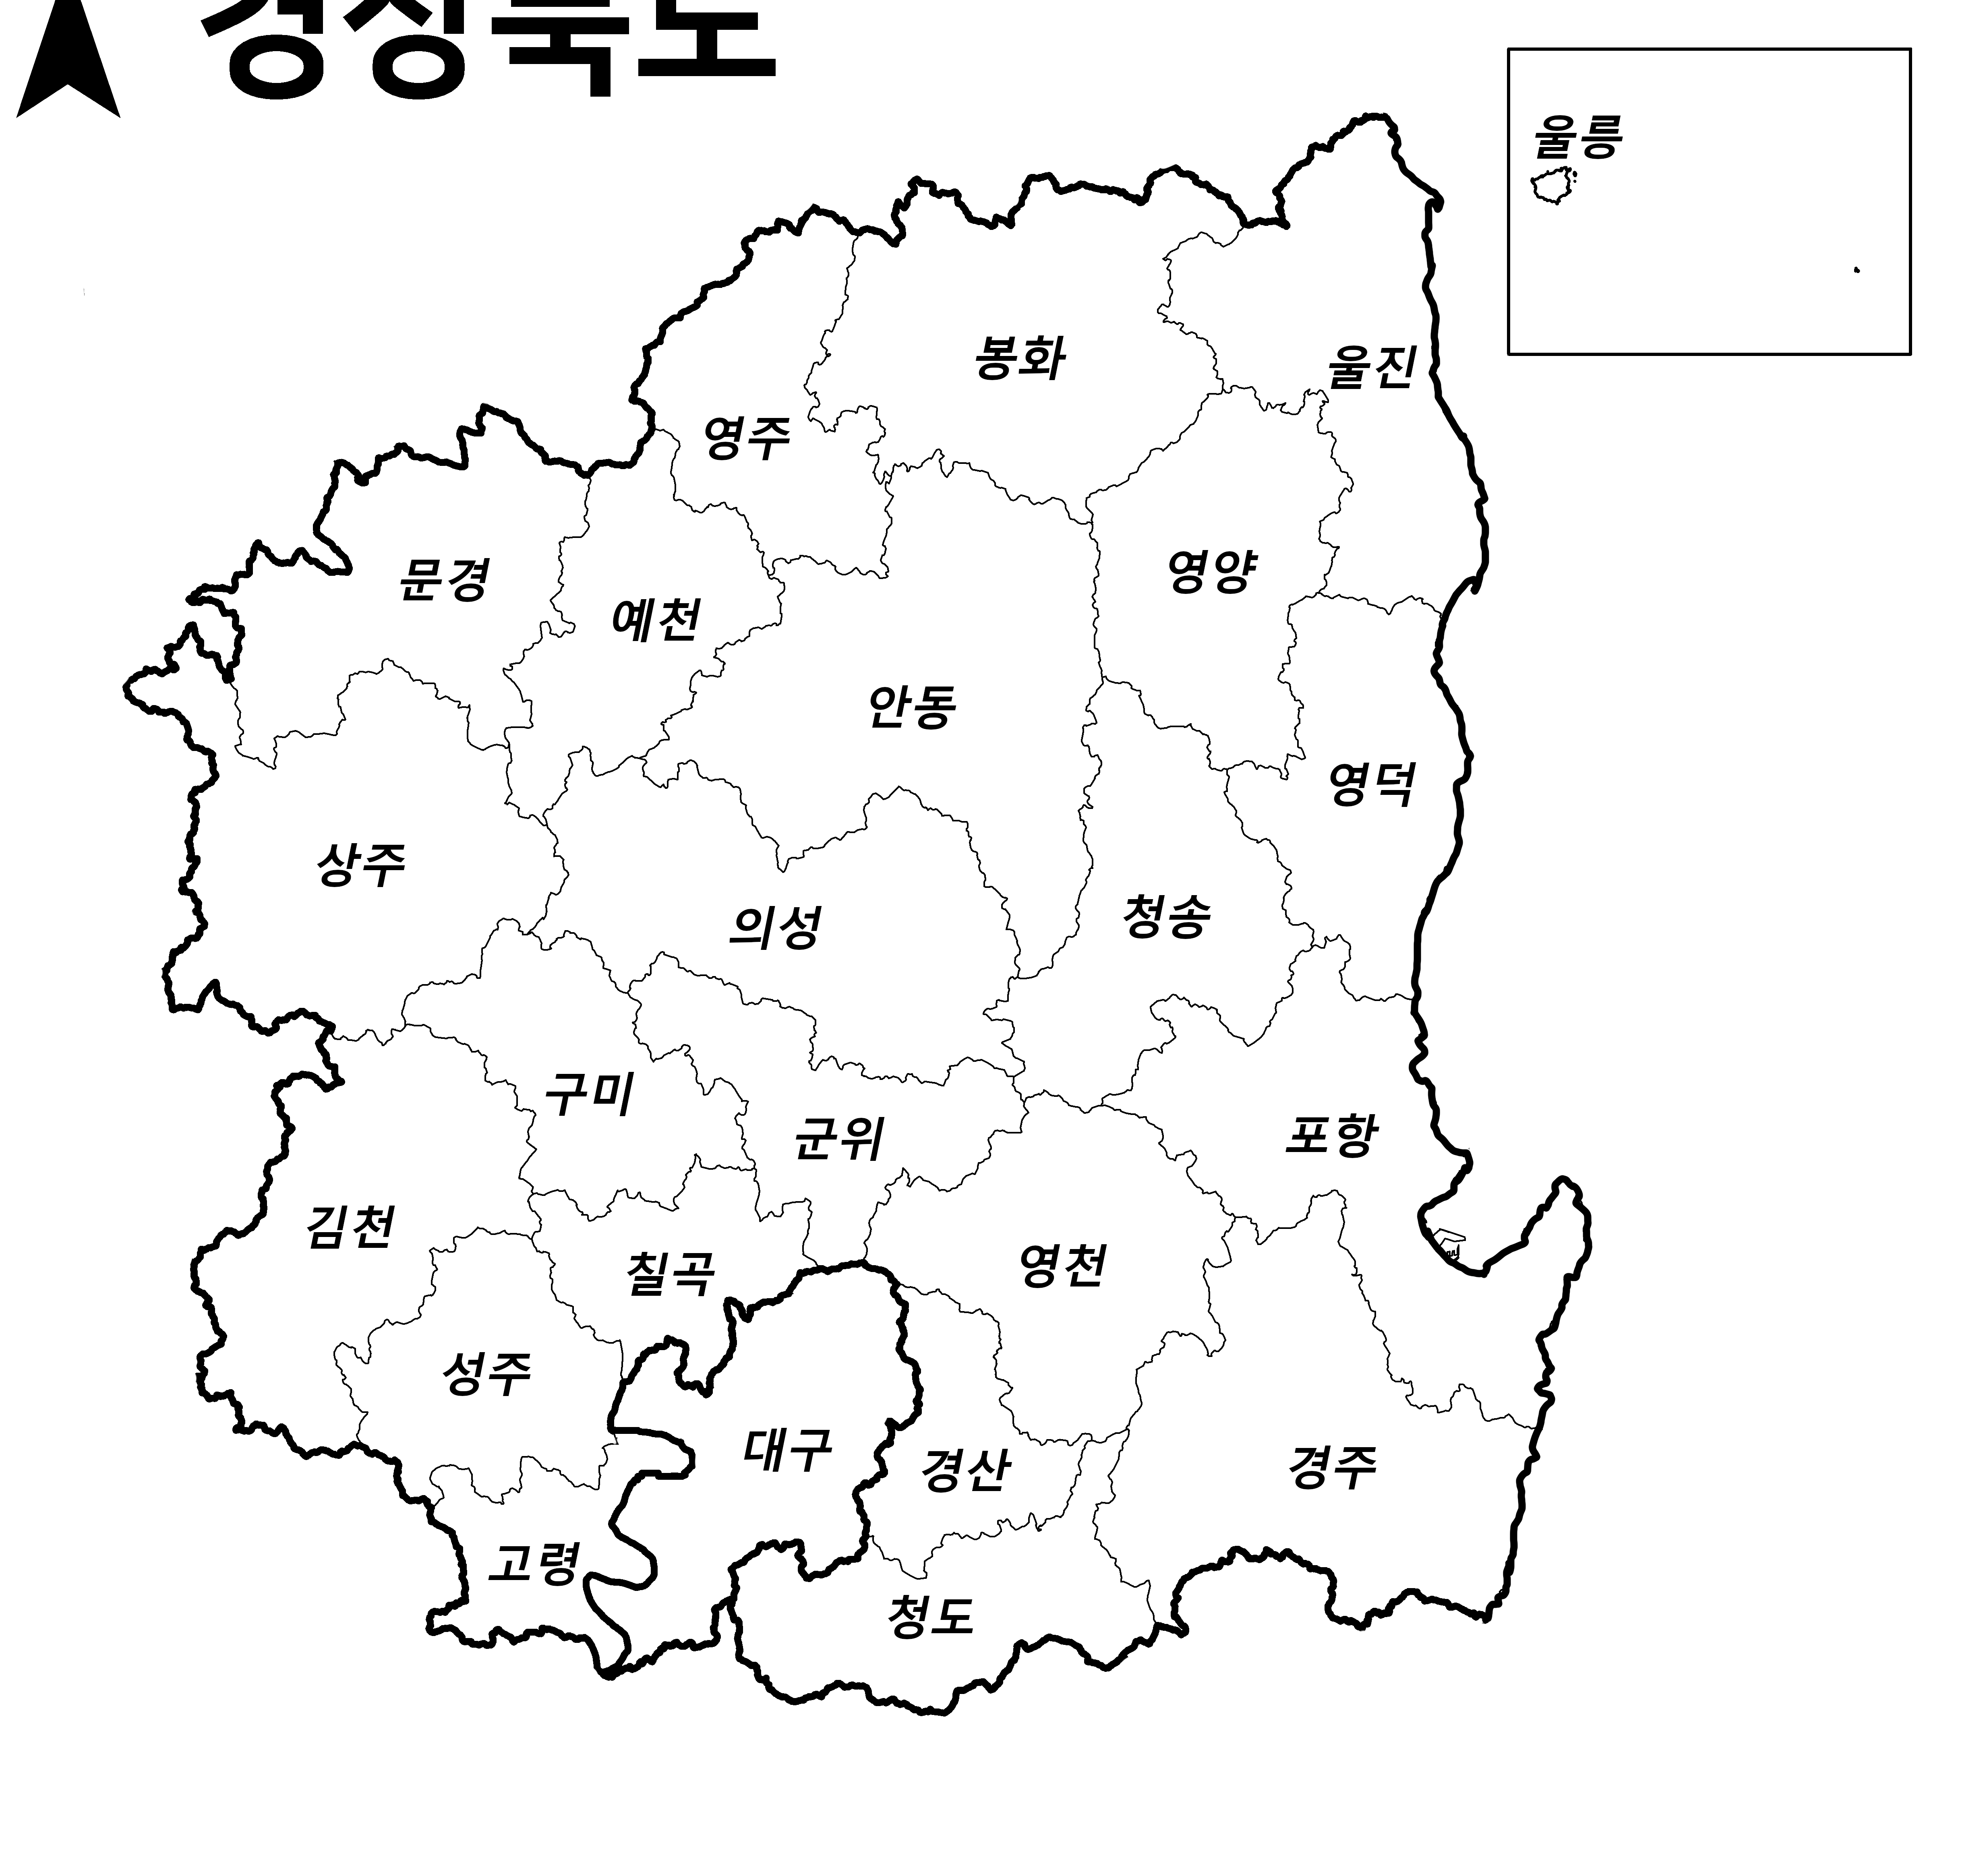 경상북도
울릉
봉화
울진
영주
영양
문경
예천
안동
영덕
상주
청송
의성
구미
포항
군위
김천
영천
칠곡
성주
대구
경산
경주
고령
청도